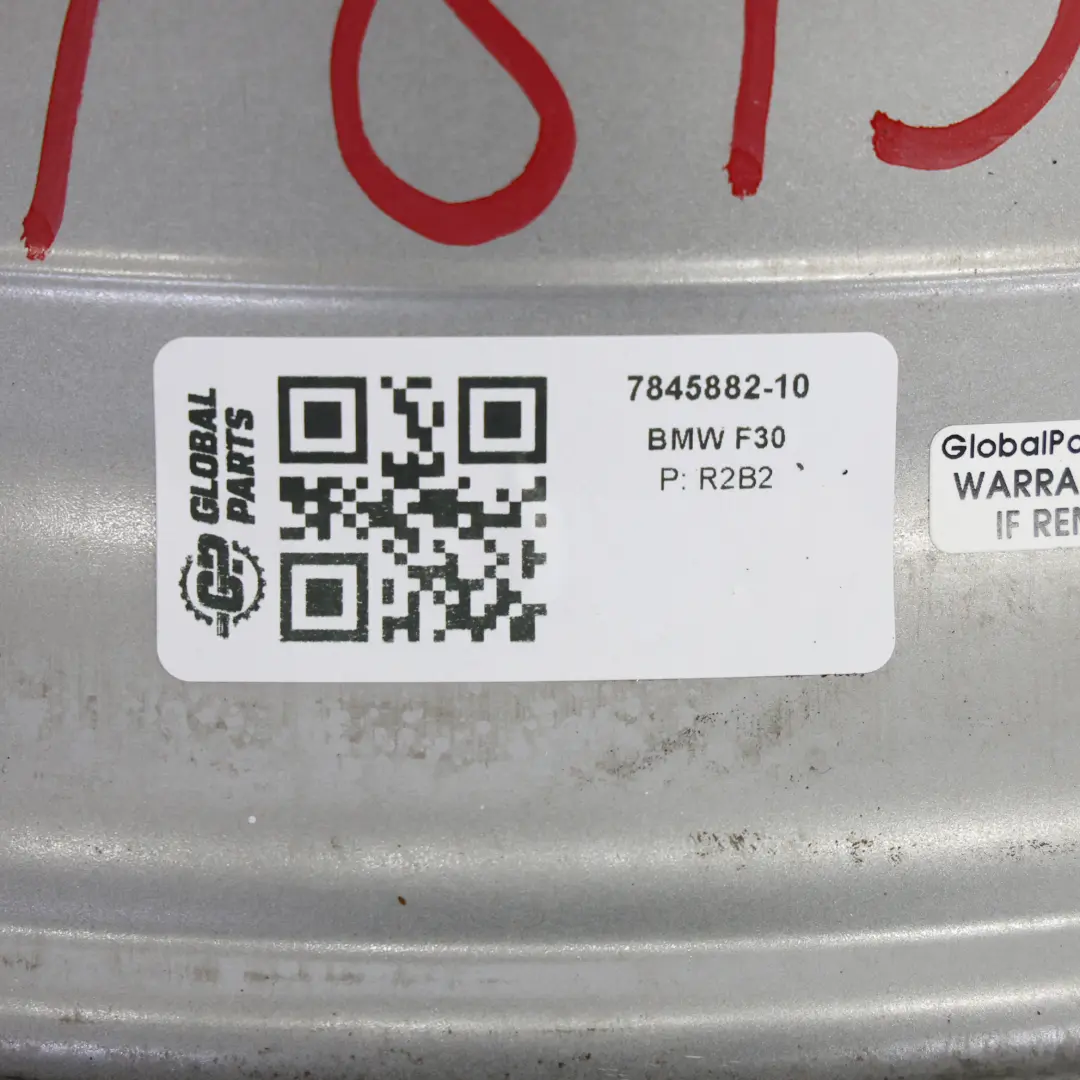 GLOBAL
PARTS
7845882-10
BMW F30
P: R2B2
GlobalPa
WARRA
IF REM